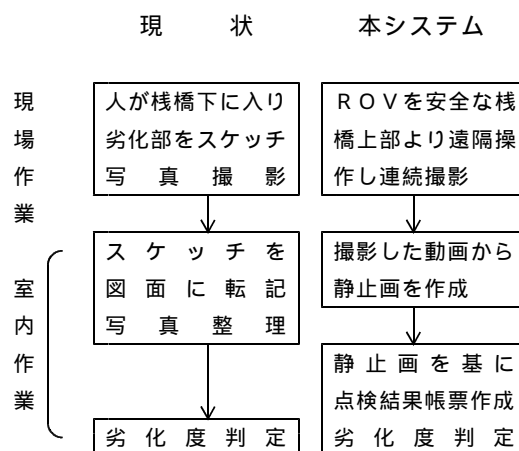 現状
本システム
現場作業
人が桟橋下に入り
劣化部をスケッチ
写真撮影
ＲＯＶを安全な桟
橋上部より遠隔操
作し連続撮影
室内作業
スケッチを
図面に転記
写真整理
撮影した動画から
静止画を作成
劣化度判定
静止画を基に
点検結果帳票作成
劣化度判定